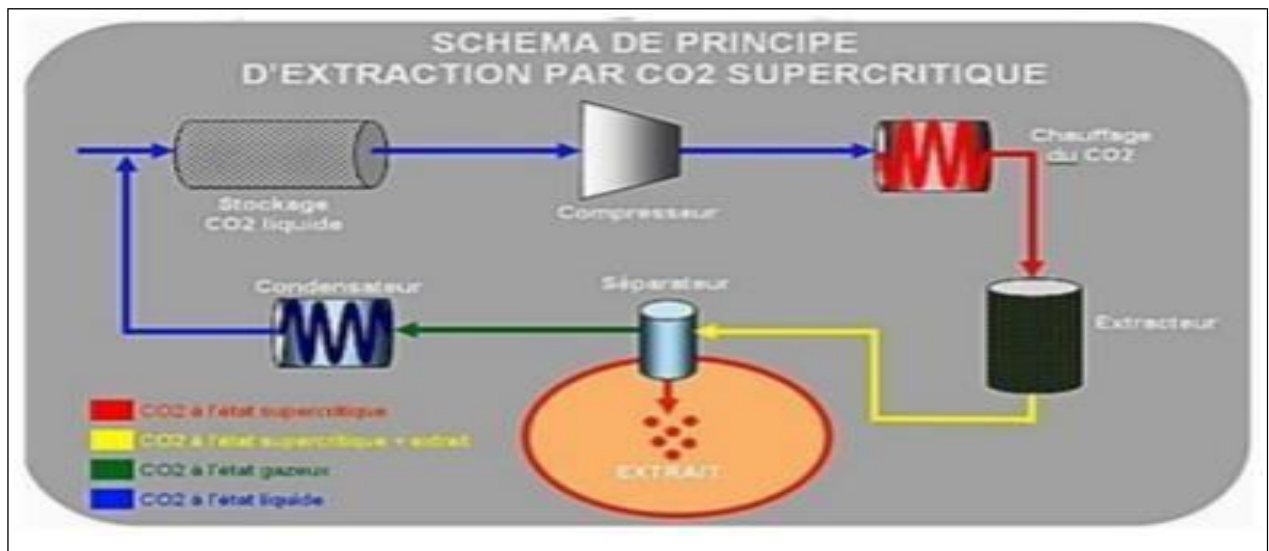 SCHEMA DE PRINCIPE
D'EXTRACTION PAR CO2 SUPERCRITIQUE
Stockage
CO2 liquide
Compresseur
Chauffage
du CO2
Condensateur
Séparateur
Extracteur
EXTRAIT
CO2 à l'état supercritique
CO2 à l'état supercritique + extrait
CO2 à l'état gazeux
CO2 à l'état liquide